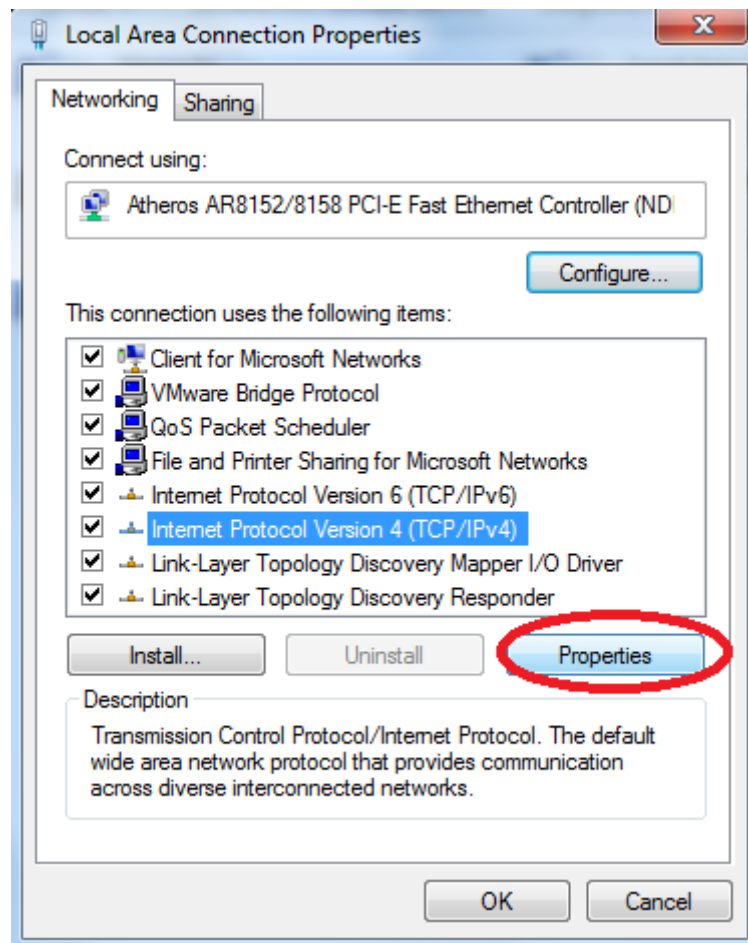 Local Area Connection Properties
Networking Sharing
Connect using:
Atheros AR8152/8158 PCI-E Fast Ethernet Controller (NDI
Configure...
This connection uses the following items:
Client for Microsoft Networks
VMware Bridge Protocol
QoS Packet Scheduler
File and Printer Sharing for Microsoft Networks
Internet Protocol Version 6 (TCP/IPv6)
Internet Protocol Version 4 (TCP/IPv4)
Link-Layer Topology Discovery Mapper I/O Driver
Link-Layer Topology Discovery Responder
Install... Uninstall Properties
Description
Transmission Control Protocol/Internet Protocol. The default
wide area network protocol that provides communication
across diverse interconnected networks.
OK Cancel